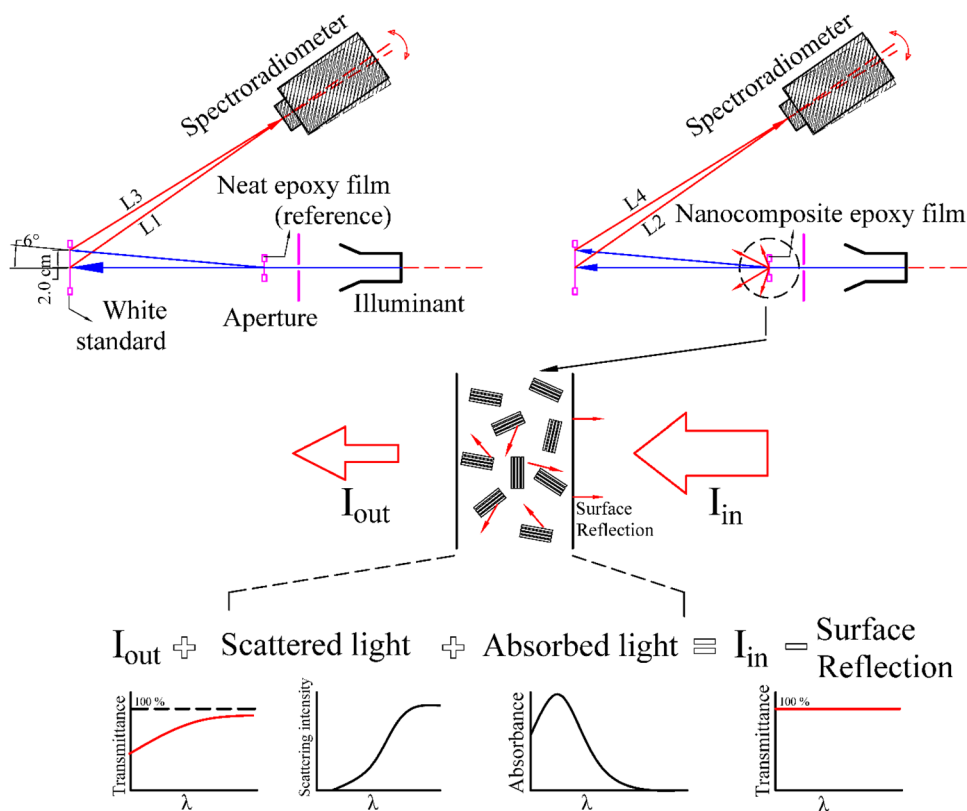 Spectroradiometer
L3
L1
Neat epoxy film
(reference)
6°
2.0 cm
White
standard
Aperture
Illuminant
Spectroradiometer
L4
L2
Nanocomposite epoxy film
I out
Surface
Reflection
I in
I out + Scattered light + Absorbed light = I in − Surface
Reflection
Transmittance
100 %
λ
Scattering intensity
λ
Absorbance
λ
Transmittance
100 %
λ